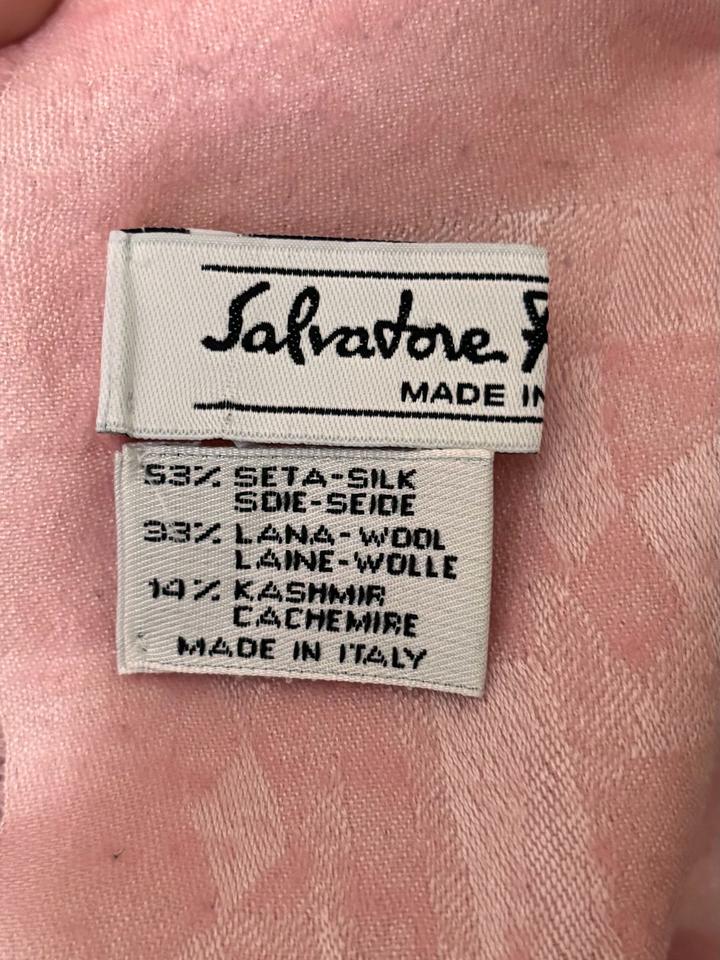 Salvatore
MADE IN
53% SETA-SILK
SOIE-SEIDE
33% LANA-WOOL
LAINE-WOLLE
14% KASHMIR
CACHEMIRE
MADE IN ITALY